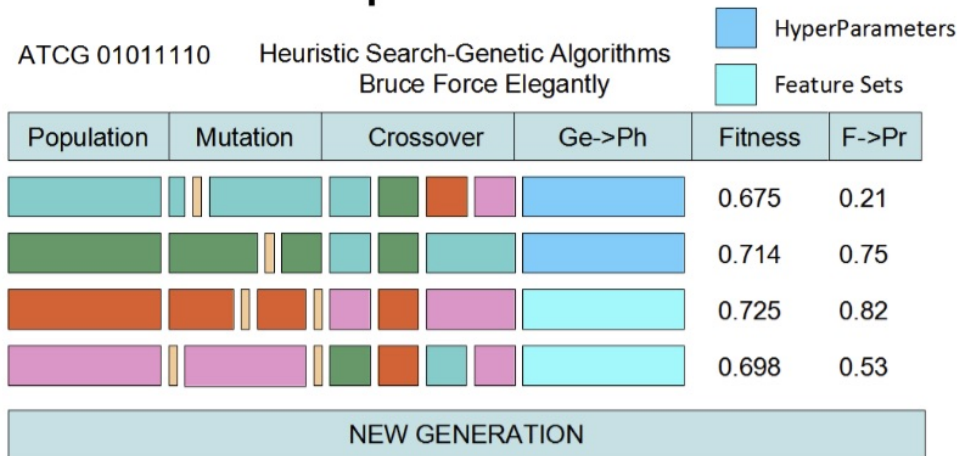 HyperParameters
ATCG 01011110
Heuristic Search-Genetic Algorithms
Bruce Force Elegantly
Feature Sets
Population Mutation Crossover Ge->Ph Fitness F->Pr
0.675 0.21
0.714 0.75
0.725 0.82
0.698 0.53
NEW GENERATION